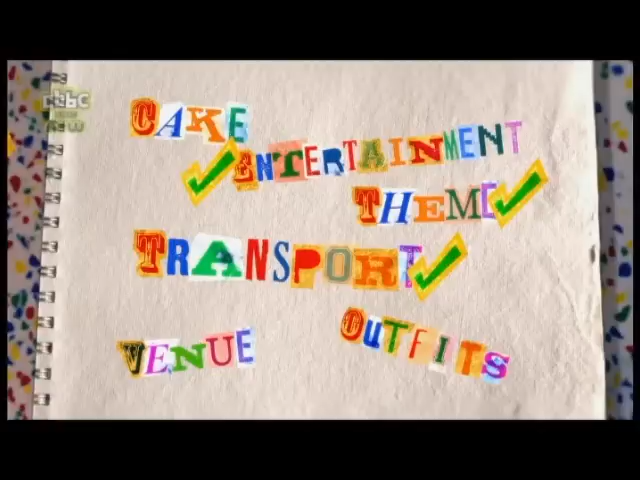 cbbc
NEW
CAKE
ENTERTAINMENT
THEME
TRANSPORT
VENUE
OUTFITS